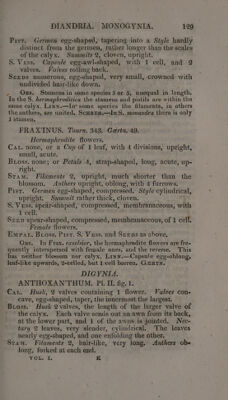 DIANDRIA. MONOGYNIA. 129
PIST. Germen egg-shaped, tapering into a Style hardly
distinct from the germen, rather longer than the scales
of the calyx. Summits 2, cloven, upright.
S. VESS. Capsule egg-awl-shaped, with 1 cell, and 2
valves. Valves rolling back.
SEEDS numerous, egg-shaped, very small, crowned with
undivided hair-like down.
OBS. Stamens in some species 3 or 5, unequal in length.
In the S. hermaphroditica the stamens and pistils are within the
same calyx. LINN.—In some species the filaments, in others
the anthers, are united. SCHREB.—In S. monandra there is only
1 stamen.
FRAXINUS. Tourn. 343. Gærtn. 49.
Hermaphrodite flowers.
CAL. none, or a Cup of 1 leaf, with 4 divisions, upright,
small, acute.
BLOSS. none; or Petals 4, strap-shaped, long, acute, up-
right.
STAM. Filaments 2, upright, much shorter than the
blossom. Anthers upright, oblong, with 4 furrows.
PIST. Germen egg-shaped, compressed. Style cylindrical,
upright. Summit rather thick, cloven.
S. VESS. spear-shaped, compressed, membranaceous, with
1 cell.
SEED spear-shaped, compressed, membranaceous, of 1 cell.
Female flowers.
EMPAL. BLOSS. PIST. S. VESS. and SEEDS as above.
OBS. In Frax. excelsior, the hermaphrodite flowers are fre-
quently interspersed with female ones, and the reverse. This
has neither blossom nor calyx. LINN.—Capsule egg-oblong,
leaf-like upwards, 2-celled, but 1 cell barren. GÆRTN.
DIGYNIA.
ANTHOXANTHUM. Pl. II. fig. 1.
CAL. Husk, 2 valves containing 1 flower. Valves con-
cave, egg-shaped, taper, the innermost the largest.
BLOSS. Husk 2 valves, the length of the larger valve of
the calyx. Each valve sends out an awn from its back,
at the lower part, and 1 of the awns is jointed. Nec-
tary 2 leaves, very slender, cylindrical. The leaves
nearly egg-shaped, and one enfolding the other.
STAM. Filaments 2, hair-like, very long. Anthers ob-
long, forked at each end.
VOL. I. K